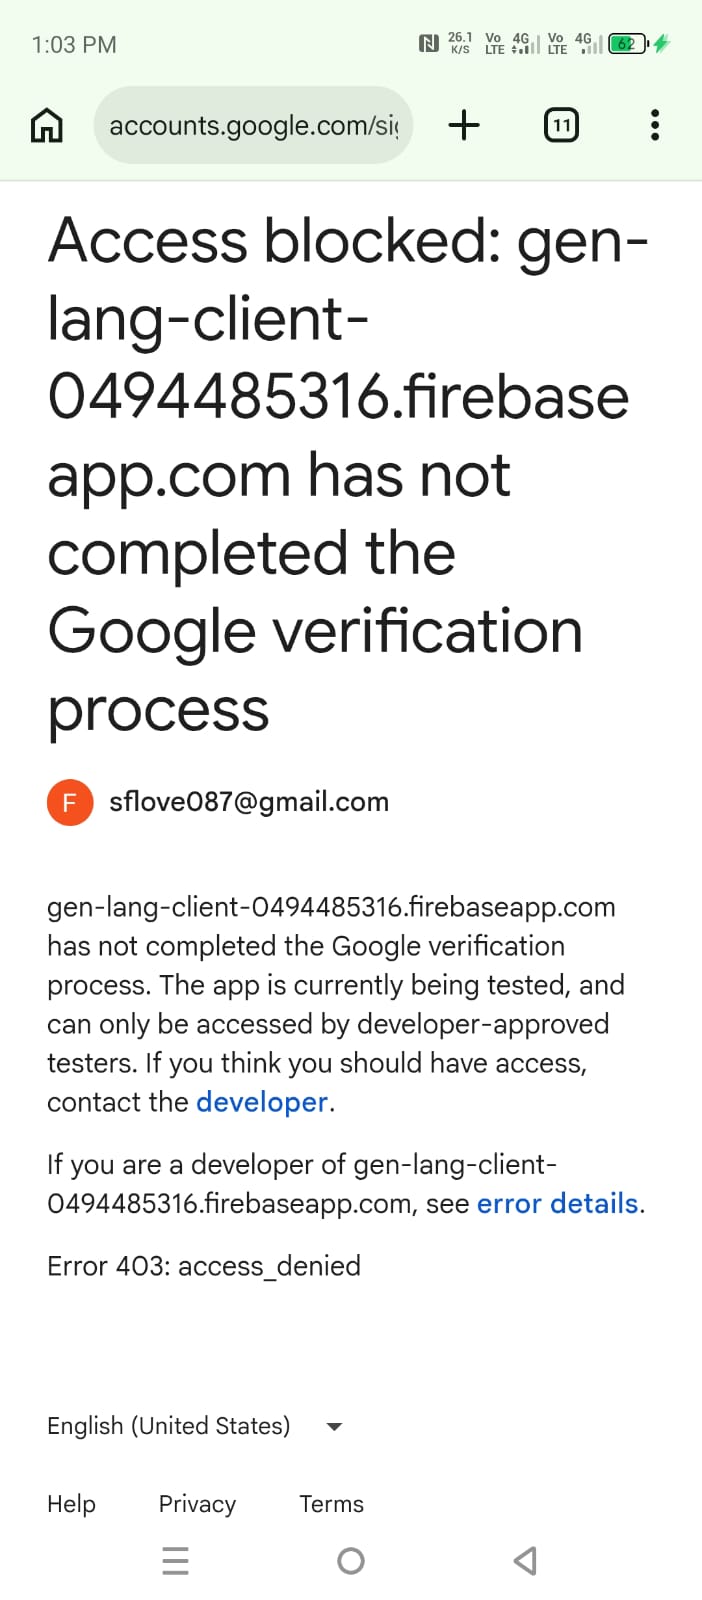 1:03 PM
26.1 K/S Vo LTE 4G Vo LTE 4G 62
accounts.google.com/sig
11
Access blocked: gen-
lang-client-
0494485316.firebase
app.com has not
completed the
Google verification
process
F sflove087@gmail.com
gen-lang-client-0494485316.firebaseapp.com
has not completed the Google verification
process. The app is currently being tested, and
can only be accessed by developer-approved
testers. If you think you should have access,
contact the developer.
If you are a developer of gen-lang-client-
0494485316.firebaseapp.com, see error details.
Error 403: access_denied
English (United States)
Help Privacy Terms